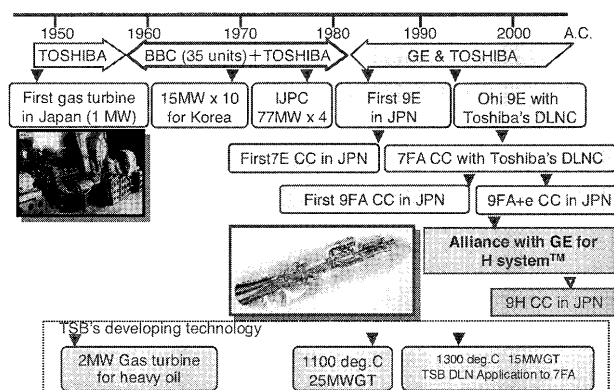 1950 1960 1970 1980 1990 2000 A.C.
TOSHIBA BBC (35 units)+TOSHIBA GE & TOSHIBA
First gas turbine
in Japan (1 MW)
15MW x 10
for Korea
IJPC
77MW x 4
First 9E
in JPN
Ohi 9E with
Toshiba's DLNC
First7E CC in JPN
7FA CC with Toshiba's DLNC
First 9FA CC in JPN
9FA+e CC in JPN
Alliance with GE for
H system™
9H CC in JPN
TSB's developing technology
2MW Gas turbine
for heavy oil
1100 deg.C
25MWGT
1300 deg.C 15MWGT
TSB DLN Application to 7FA